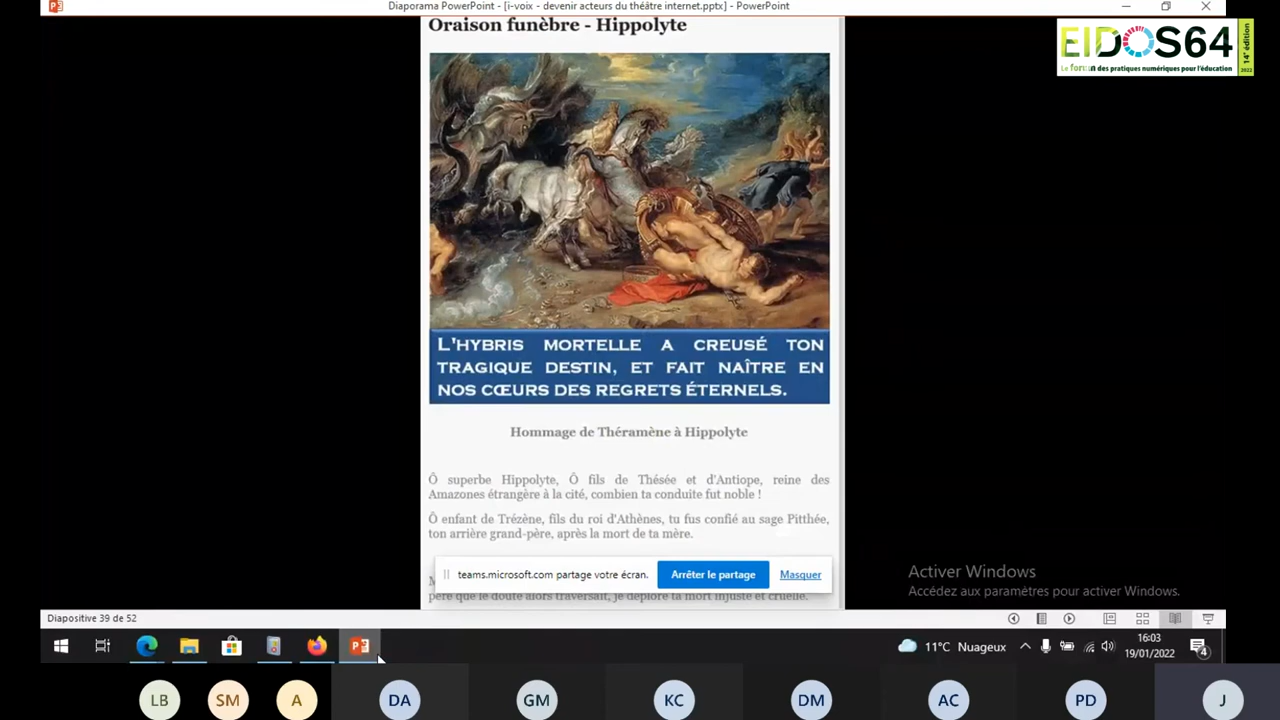 Diaporama PowerPoint - [i-voix - devenir acteurs du théâtre internet.pptx] - PowerPoint
EIDOS64
Le forum des pratiques numériques pour l'éducation
14e édition
2022
Oraison funèbre - Hippolyte
L'HYBRIS MORTELLE A CREUSÉ TON
TRAGIQUE DESTIN, ET FAIT NAÎTRE EN
NOS CŒURS DES REGRETS ÉTERNELS.
Hommage de Théramène à Hippolyte
Ô superbe Hippolyte, Ô fils de Thésée et d'Antiope, reine des
Amazones étrangère à la cité, combien ta conduite fut noble !
Ô enfant de Trézène, fils du roi d'Athènes, tu fus confié au sage Pitthée,
ton arrière grand-père, après la mort de ta mère.
teams.microsoft.com partage votre écran.
Arrêter le partage
Masquer
père que le doute alors traversait, je déplore ta mort injuste et cruelle.
Activer Windows
Accédez aux paramètres pour activer Windows.
Diapositive 39 de 52
11°C Nuageux
16:03
19/01/2022
4
LB
SM
A
DA
GM
KC
DM
AC
PD
J